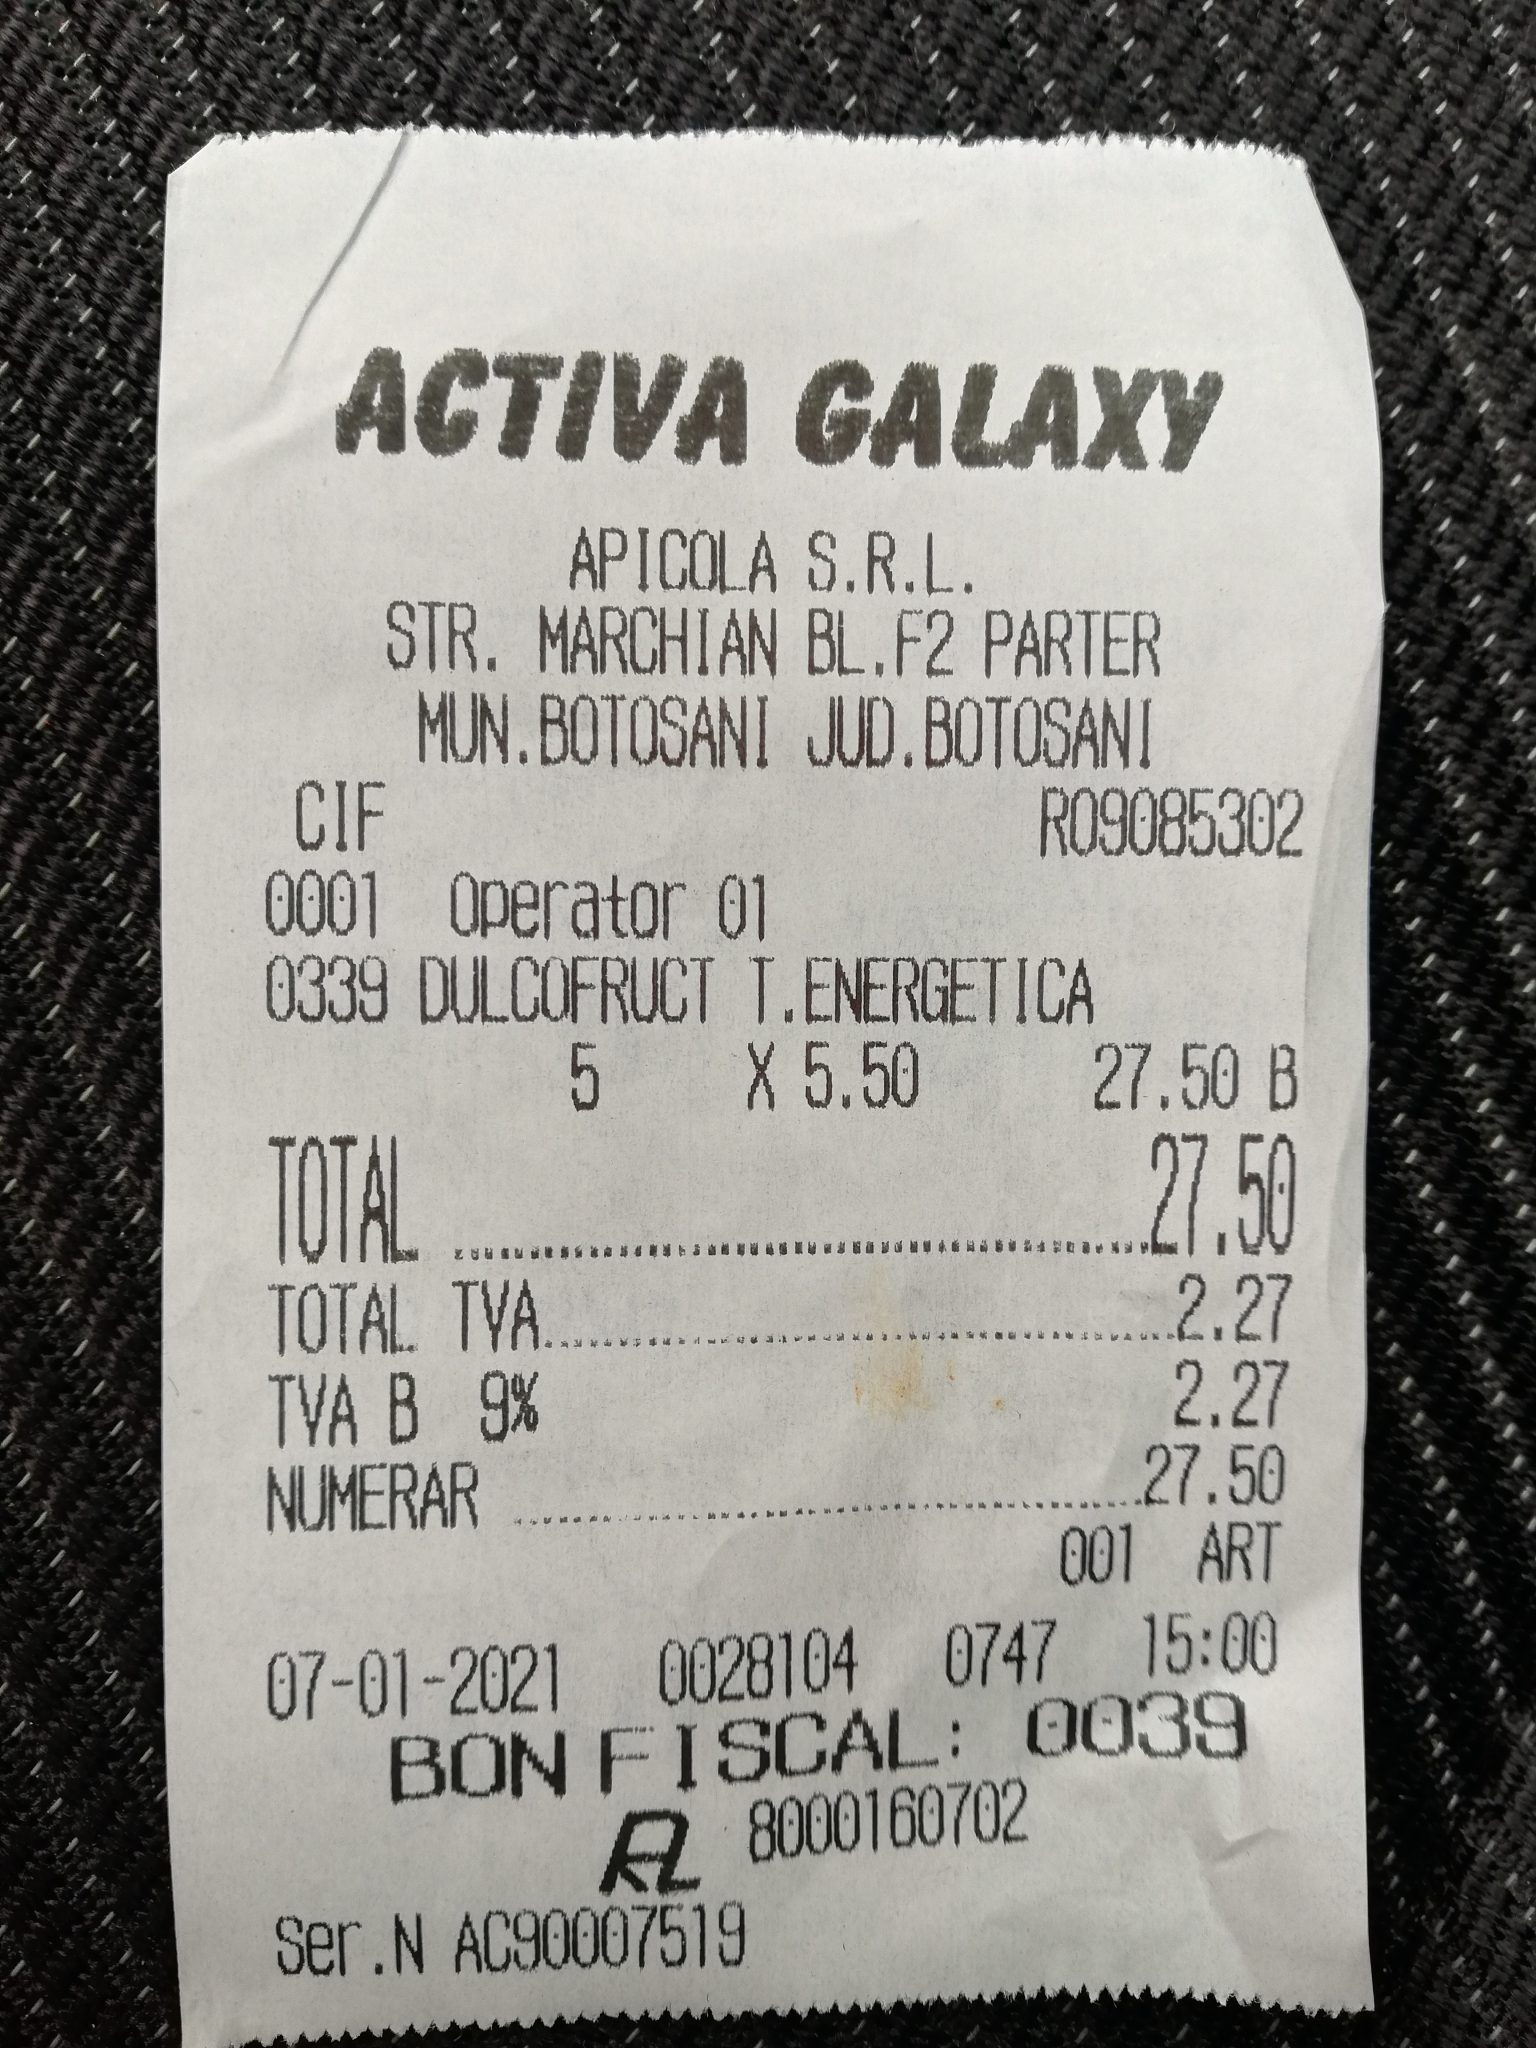 ACTIVA GALAXY
APICOLA S.R.L.
STR. MARCHIAN BL.F2 PARTER
MUN.BOTOSANI JUD.BOTOSANI
CIF RO9085302
0001 Operator 01
0339 DULCOFRUCT T.ENERGETICA
5 X 5.50 27.50 B
TOTAL ........................ 27.50
TOTAL TVA........................ 2.27
TVA B 9% 2.27
NUMERAR ........................ 27.50
001 ART
07-01-2021 0028104 0747 15:00
BON FISCAL: 0039
8000160702
Ser.N AC90007519